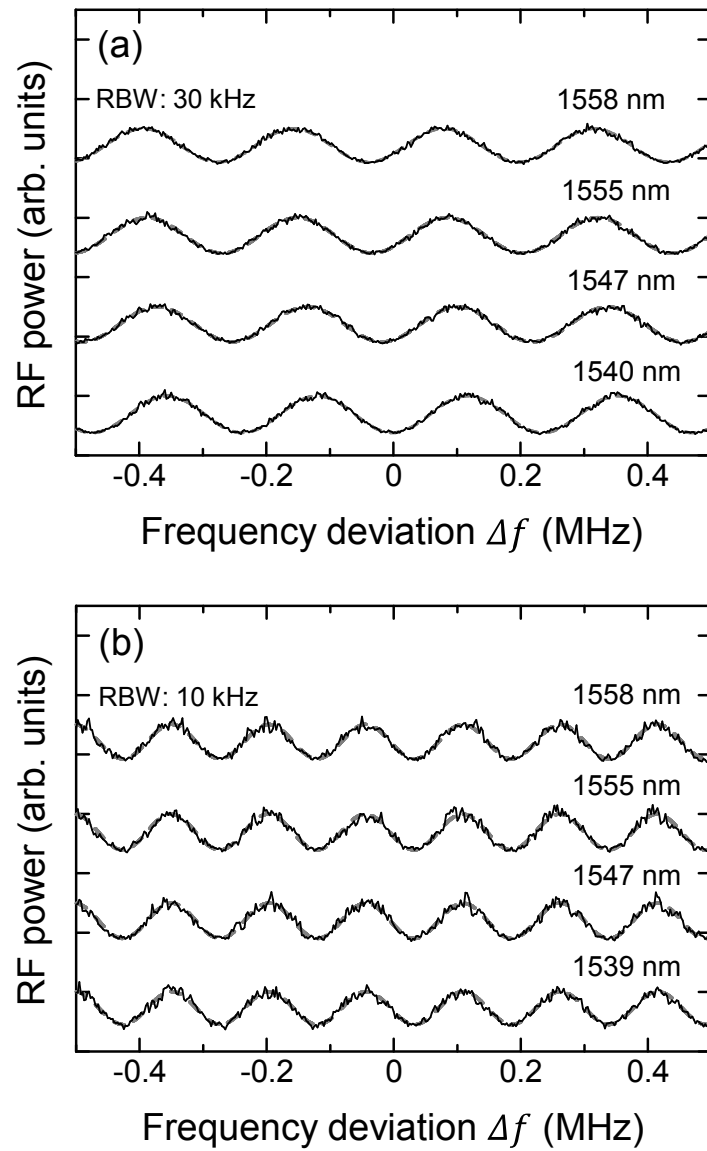 (a)
RBW: 30 kHz
1558 nm
1555 nm
1547 nm
1540 nm
RF power (arb. units)
-0.4 -0.2 0 0.2 0.4
Frequency deviation Δf (MHz)
(b)
RBW: 10 kHz
1558 nm
1555 nm
1547 nm
1539 nm
RF power (arb. units)
-0.4 -0.2 0 0.2 0.4
Frequency deviation Δf (MHz)